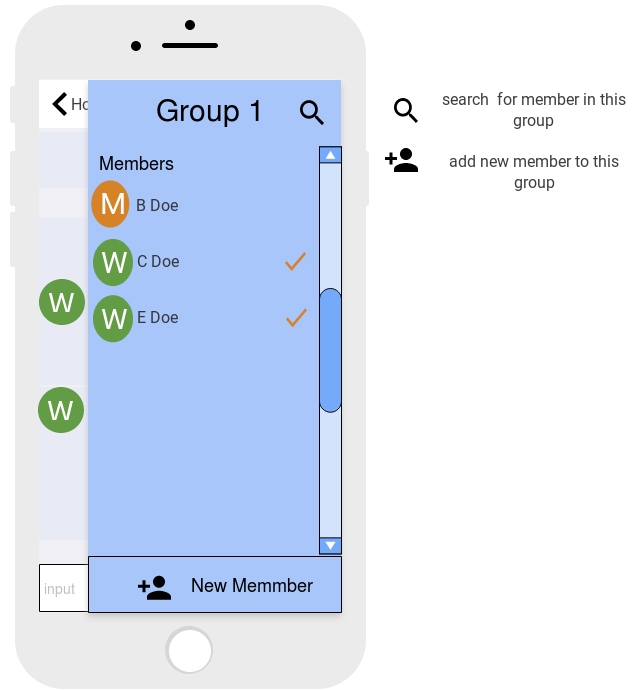 Ho
Group 1
Members
M B Doe
W C Doe
W E Doe
W
W
input
New Memmber
search for member in this
group
add new member to this
group